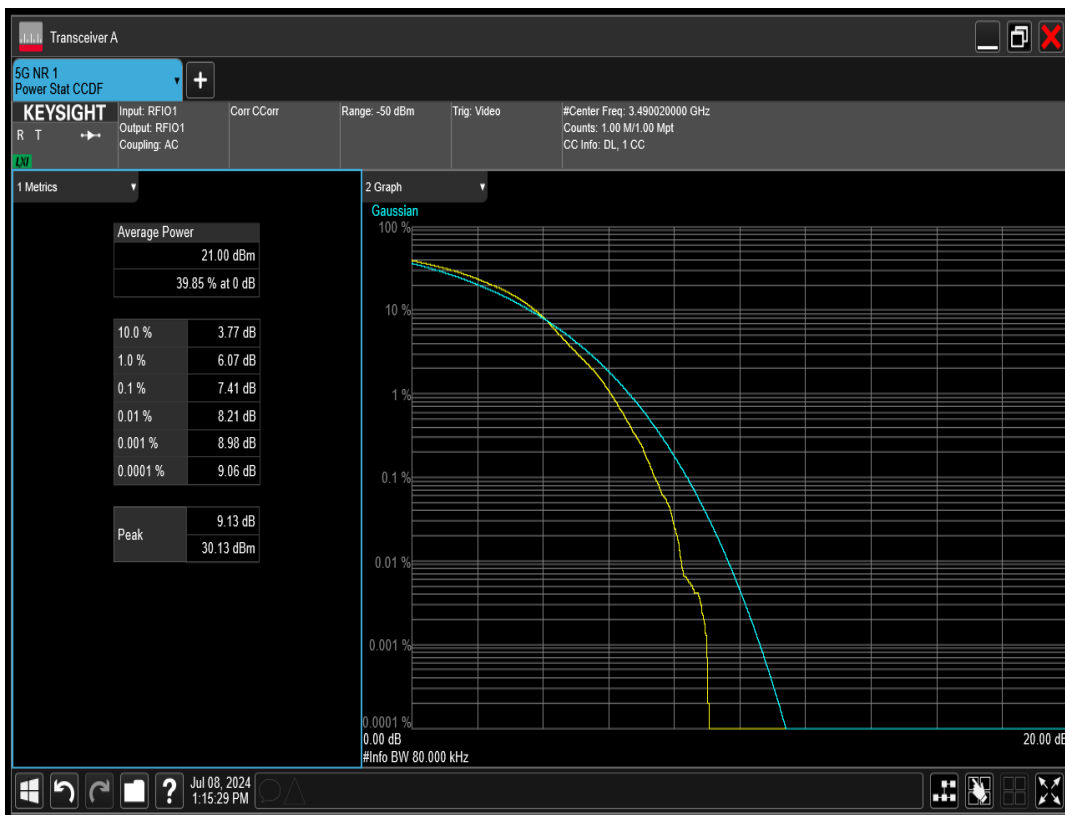 Transceiver A
5G NR 1
Power Stat CCDF
+
KEYSIGHT
R T
LXI
Input: RFIO1
Output: RFIO1
Coupling: AC
Corr CCorr
Range: -50 dBm
Trig: Video
#Center Freq: 3.490020000 GHz
Counts: 1.00 M/1.00 Mpt
CC Info: DL, 1 CC
1 Metrics
Average Power
21.00 dBm
39.85 % at 0 dB
10.0 % 3.77 dB
1.0 % 6.07 dB
0.1 % 7.41 dB
0.01 % 8.21 dB
0.001 % 8.98 dB
0.0001 % 9.06 dB
Peak
9.13 dB
30.13 dBm
2 Graph
Gaussian
100 %
10 %
1 %
0.1 %
0.01 %
0.001 %
0.0001 %
0.00 dB
20.00 dB
#Info BW 80.000 kHz
?
Jul 08, 2024
1:15:29 PM